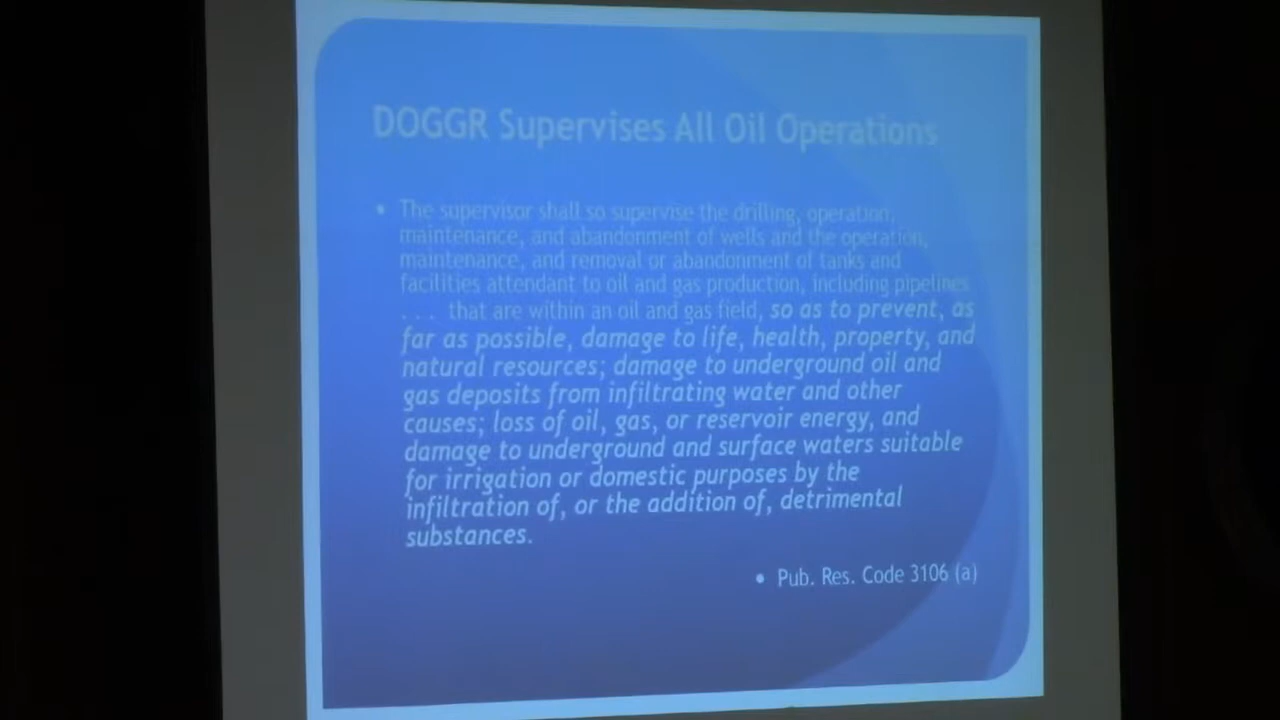 DOGGR Supervises All Oil Operations
• The supervisor shall so supervise the drilling, operation,
maintenance, and abandonment of wells and the operation,
maintenance, and removal or abandonment of tanks and
facilities attendant to oil and gas production, including pipelines
. . . that are within an oil and gas field, so as to prevent, as
far as possible, damage to life, health, property, and
natural resources; damage to underground oil and
gas deposits from infiltrating water and other
causes; loss of oil, gas, or reservoir energy, and
damage to underground and surface waters suitable
for irrigation or domestic purposes by the
infiltration of, or the addition of, detrimental
substances.
• Pub. Res. Code 3106 (a)